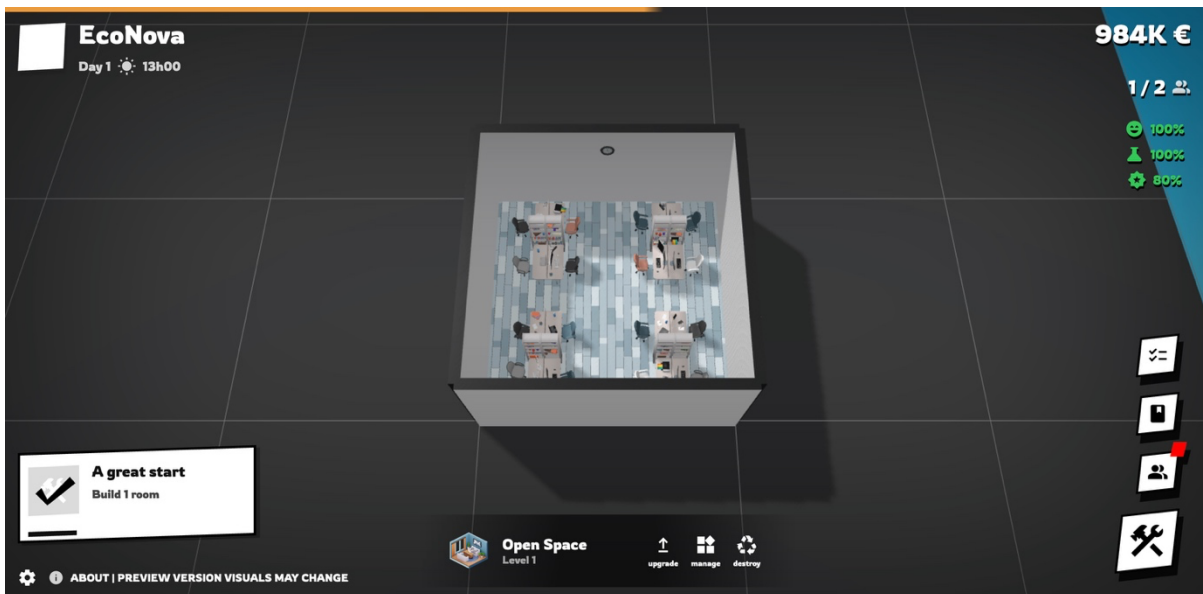 EcoNova
Day 1 13h00
984K €
1 / 2
100%
100%
80%
A great start
Build 1 room
Open Space
Level 1
upgrade manage destroy
ABOUT | PREVIEW VERSION VISUALS MAY CHANGE